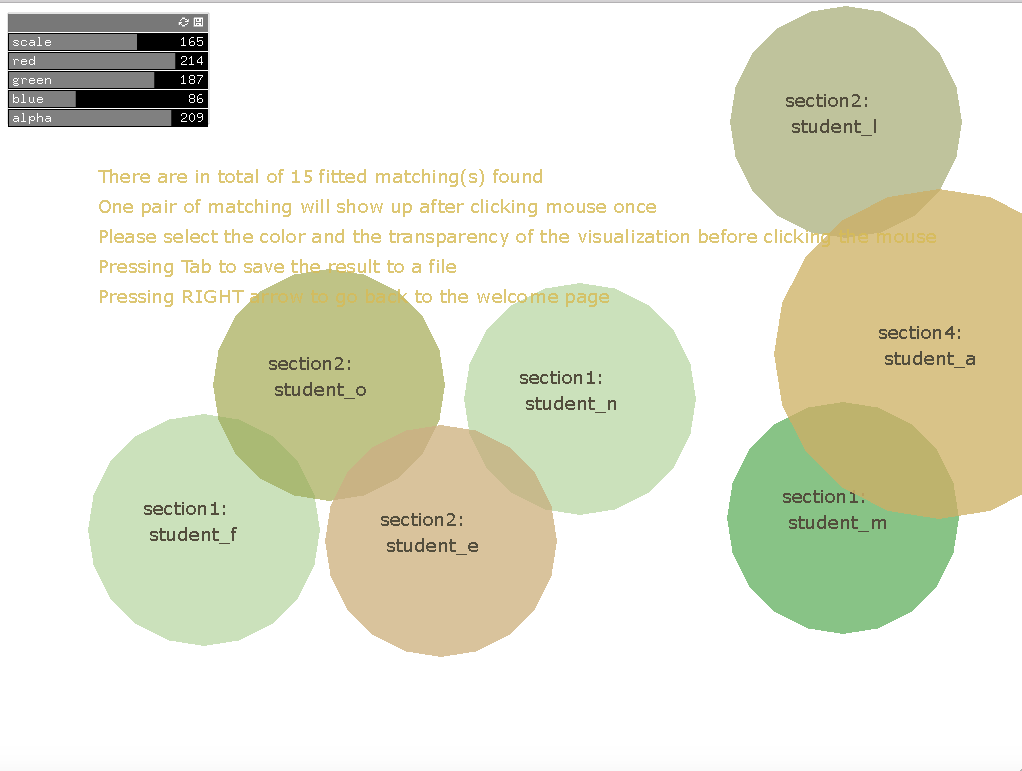 scale 165
red 214
green 187
blue 86
alpha 209
There are in total of 15 fitted matching(s) found
One pair of matching will show up after clicking mouse once
Please select the color and the transparency of the visualization before clicking the mouse
Pressing Tab to save the result to a file
Pressing RIGHT arrow to go back to the welcome page
section2:
student_l
section4:
student_a
section2:
student_o
section1:
student_n
section1:
student_f
section2:
student_e
section1:
student_m